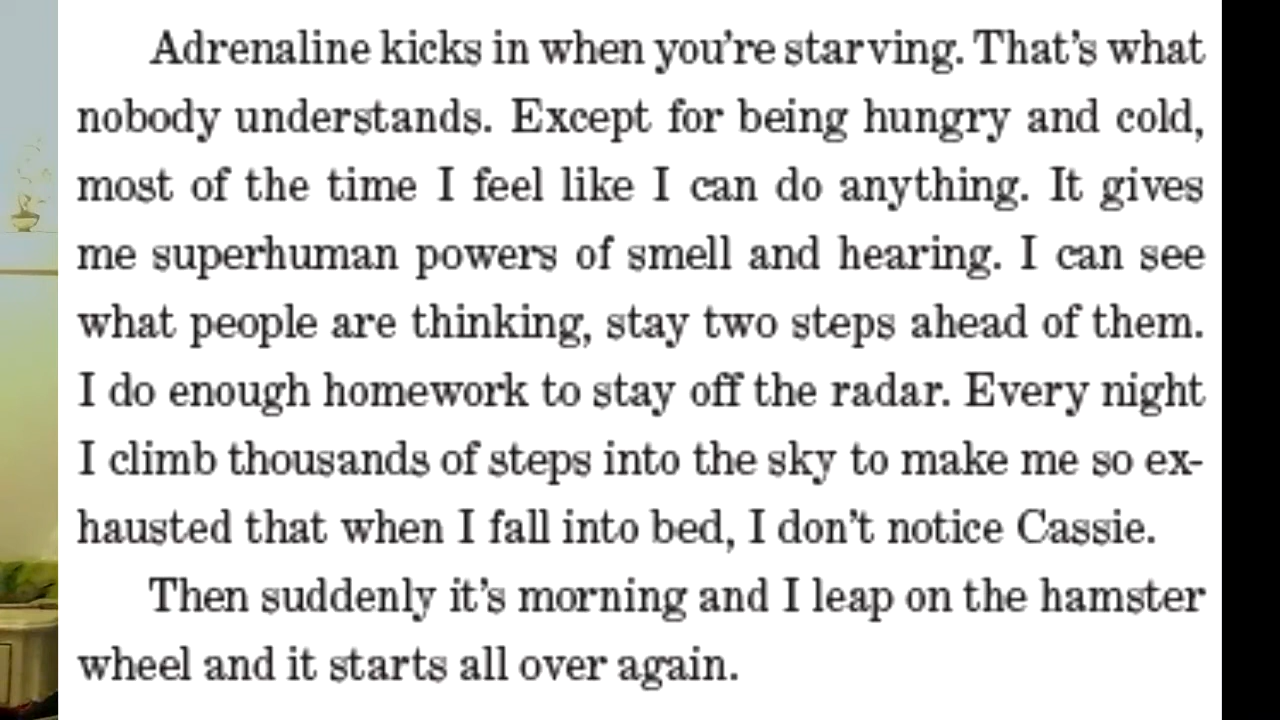 Adrenaline kicks in when you're starving. That's what
nobody understands. Except for being hungry and cold,
most of the time I feel like I can do anything. It gives
me superhuman powers of smell and hearing. I can see
what people are thinking, stay two steps ahead of them.
I do enough homework to stay off the radar. Every night
I climb thousands of steps into the sky to make me so ex-
hausted that when I fall into bed, I don't notice Cassie.
Then suddenly it's morning and I leap on the hamster
wheel and it starts all over again.